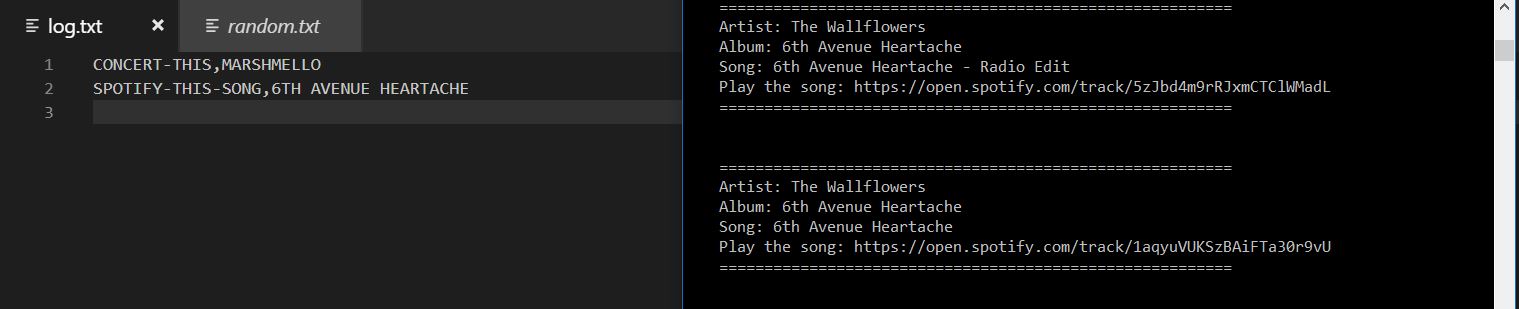 log.txt
random.txt
1 CONCERT-THIS,MARSHMELLO
2 SPOTIFY-THIS-SONG,6TH AVENUE HEARTACHE
3
=========================================================
Artist: The Wallflowers
Album: 6th Avenue Heartache
Song: 6th Avenue Heartache - Radio Edit
Play the song: https://open.spotify.com/track/5zJbd4m9rRJxmCTClWMadL
=========================================================
=========================================================
Artist: The Wallflowers
Album: 6th Avenue Heartache
Song: 6th Avenue Heartache
Play the song: https://open.spotify.com/track/1aqyuVUKSzBAiFTa30r9vU
=========================================================